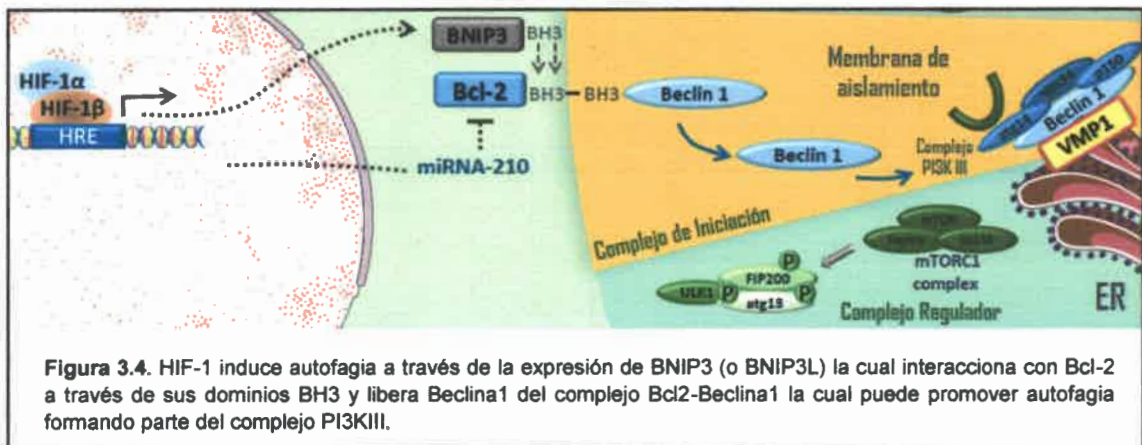 HIF-1α
HIF-1β
HRE
BNIP3 BH3
Bcl-2 BH3 BH3 Beclin 1
miRNA-210
Beclin 1
Membrana de
aislamiento
Complejo
PI3K III
p150
Beclin 1
VMP1
Complejo de Iniciación
mTORC1
complex
P
FIP200
ULK1 P P
atg13
Complejo Regulador
ER
Figura 3.4. HIF-1 induce autofagia a través de la expresión de BNIP3 (o BNIP3L) la cual interacciona con Bcl-2
a través de sus dominios BH3 y libera Beclina1 del complejo Bcl2-Beclina1 la cual puede promover autofagia
formando parte del complejo PI3KIII.